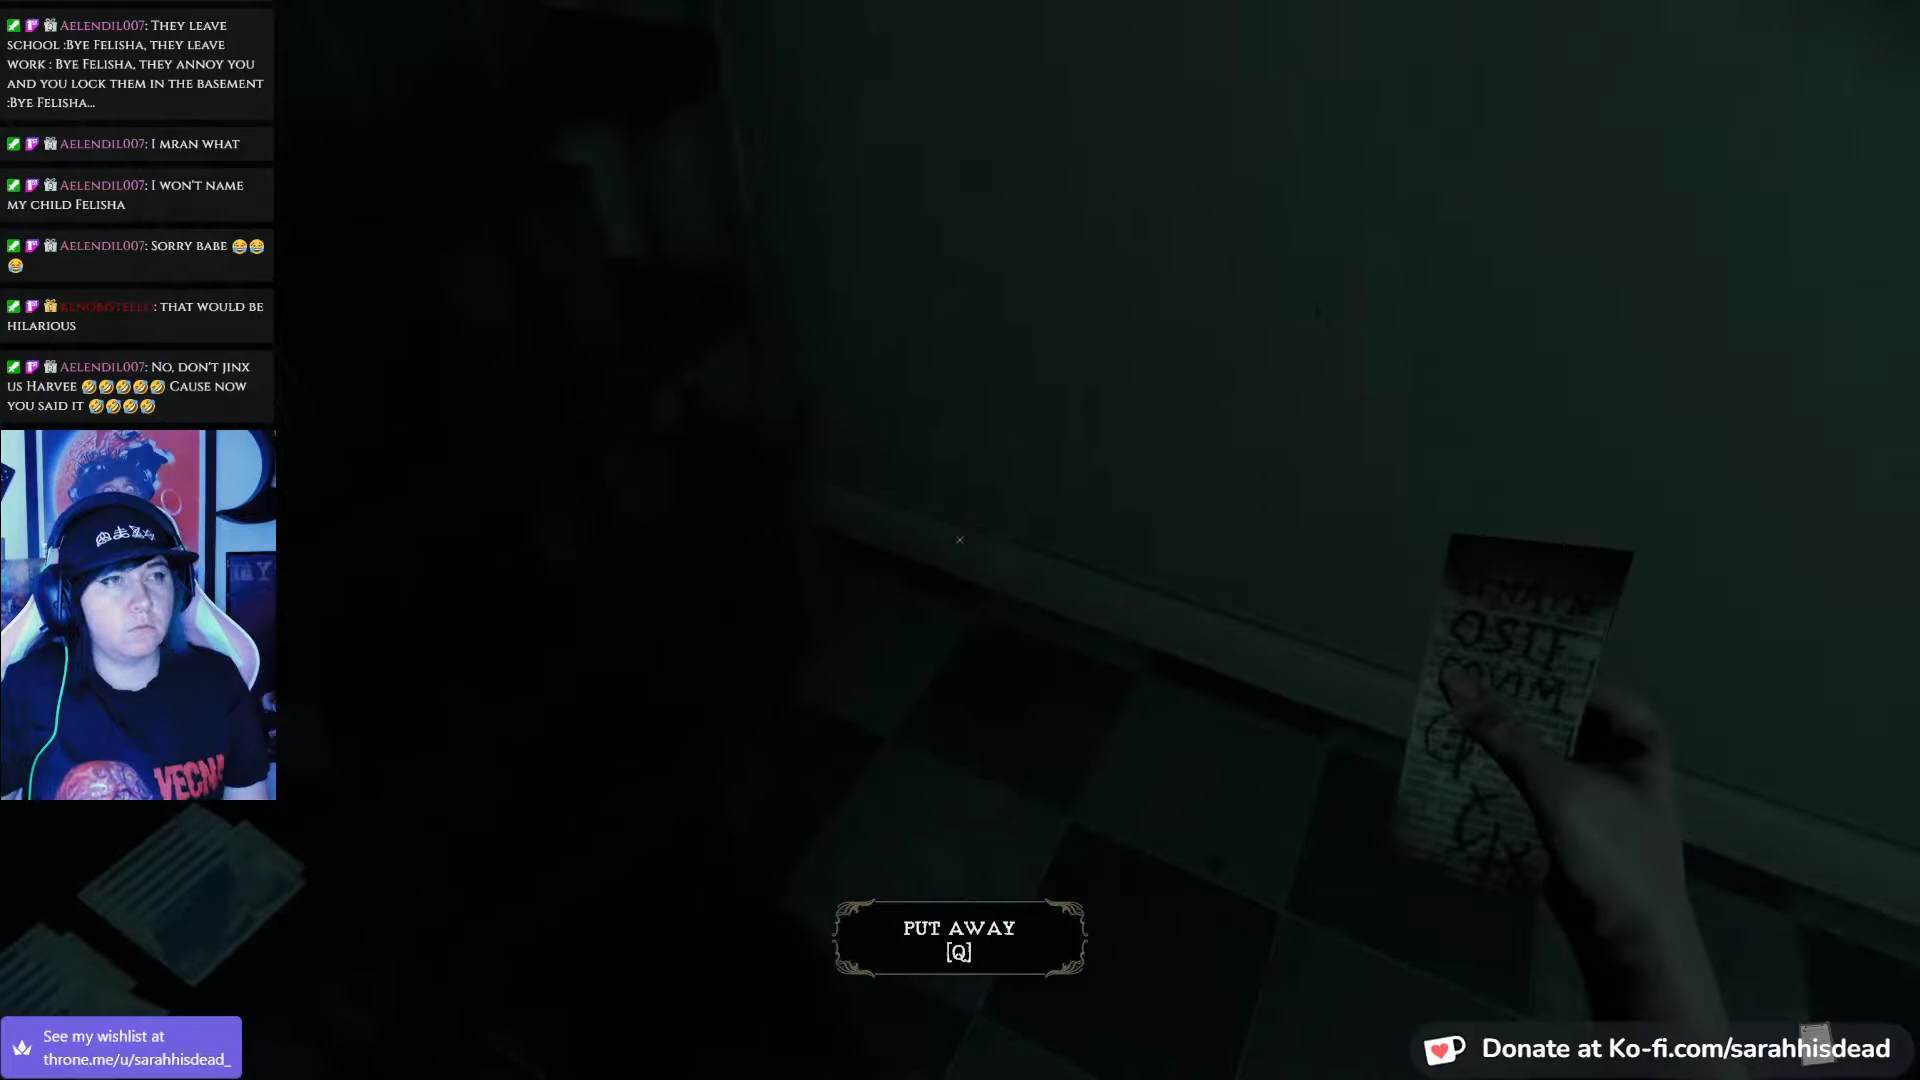 Aelendil007: They leave
school :Bye Felisha, they leave
work : Bye Felisha, they annoy you
and you lock them in the basement
:Bye Felisha...
Aelendil007: I mran what
Aelendil007: I won't name
my child Felisha
Aelendil007: Sorry babe 😂😂
😂
: that would be
hilarious
Aelendil007: No, don't jinx
us Harvee 🤣🤣🤣🤣🤣 Cause now
you said it 🤣🤣🤣🤣
VECNA
OSTE
PUT AWAY
[Q]
See my wishlist at
throne.me/u/sarahhisdead_
Donate at Ko-fi.com/sarahhisdead